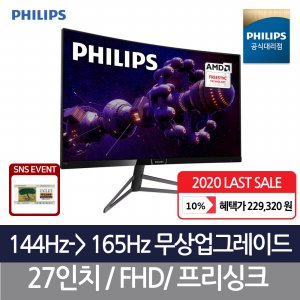 PHILIPS
PHILIPS
공식대리점
PHILIPS
AMD
FREESYNC
TECHNOLOGY
SNS EVENT
2020 LAST SALE
10% 혜택가 229,320 원
144Hz-> 165Hz 무상업그레이드
27인치 / FHD/ 프리싱크